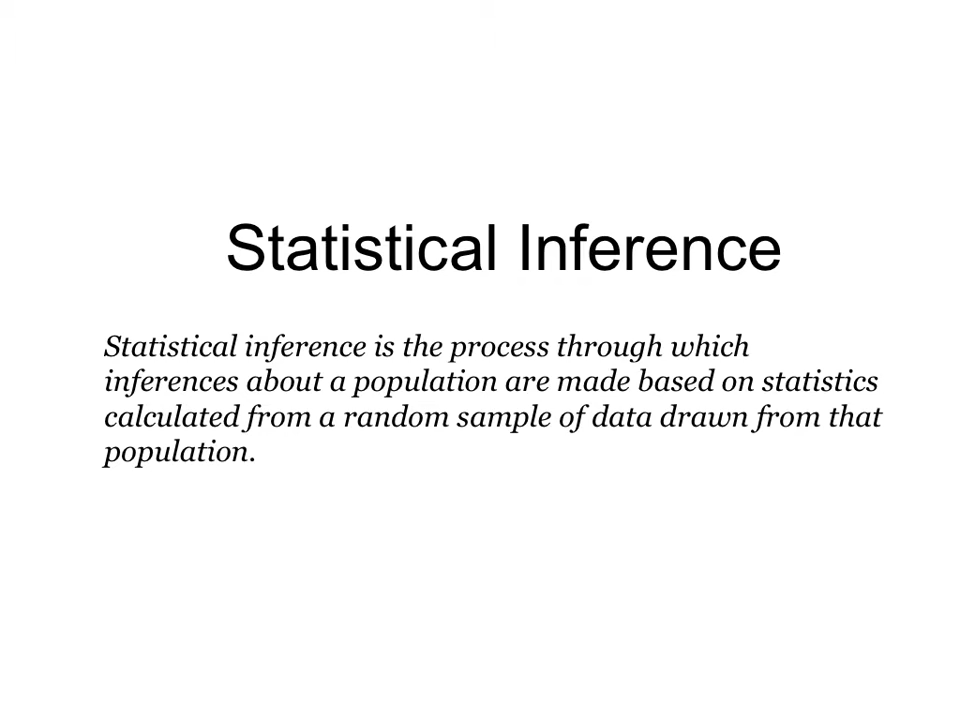 Statistical Inference
Statistical inference is the process through which
inferences about a population are made based on statistics
calculated from a random sample of data drawn from that
population.